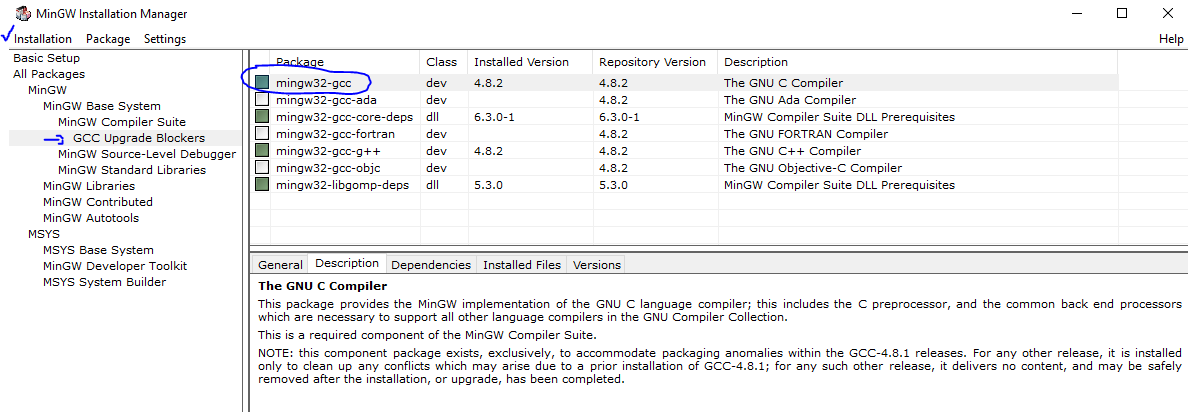 MinGW Installation Manager
Installation Package Settings Help
Basic Setup
All Packages
MinGW
MinGW Base System
MinGW Compiler Suite
GCC Upgrade Blockers
MinGW Source-Level Debugger
MinGW Standard Libraries
MinGW Libraries
MinGW Contributed
MinGW Autotools
MSYS
MSYS Base System
MinGW Developer Toolkit
MSYS System Builder
Package Class Installed Version Repository Version Description
mingw32-gcc dev 4.8.2 4.8.2 The GNU C Compiler
mingw32-gcc-ada dev 4.8.2 The GNU Ada Compiler
mingw32-gcc-core-deps dll 6.3.0-1 6.3.0-1 MinGW Compiler Suite DLL Prerequisites
mingw32-gcc-fortran dev 4.8.2 The GNU FORTRAN Compiler
mingw32-gcc-g++ dev 4.8.2 4.8.2 The GNU C++ Compiler
mingw32-gcc-objc dev 4.8.2 The GNU Objective-C Compiler
mingw32-libgomp-deps dll 5.3.0 5.3.0 MinGW Compiler Suite DLL Prerequisites
General Description Dependencies Installed Files Versions
The GNU C Compiler
This package provides the MinGW implementation of the GNU C language compiler; this includes the C preprocessor, and the common back end processors
which are necessary to support all other language compilers in the GNU Compiler Collection.
This is a required component of the MinGW Compiler Suite.
NOTE: this component package exists, exclusively, to accommodate packaging anomalies within the GCC-4.8.1 releases. For any other release, it is installed
only to clean up any conflicts which may arise due to a prior installation of GCC-4.8.1; for any such other release, it delivers no content, and may be safely
removed after the installation, or upgrade, has been completed.